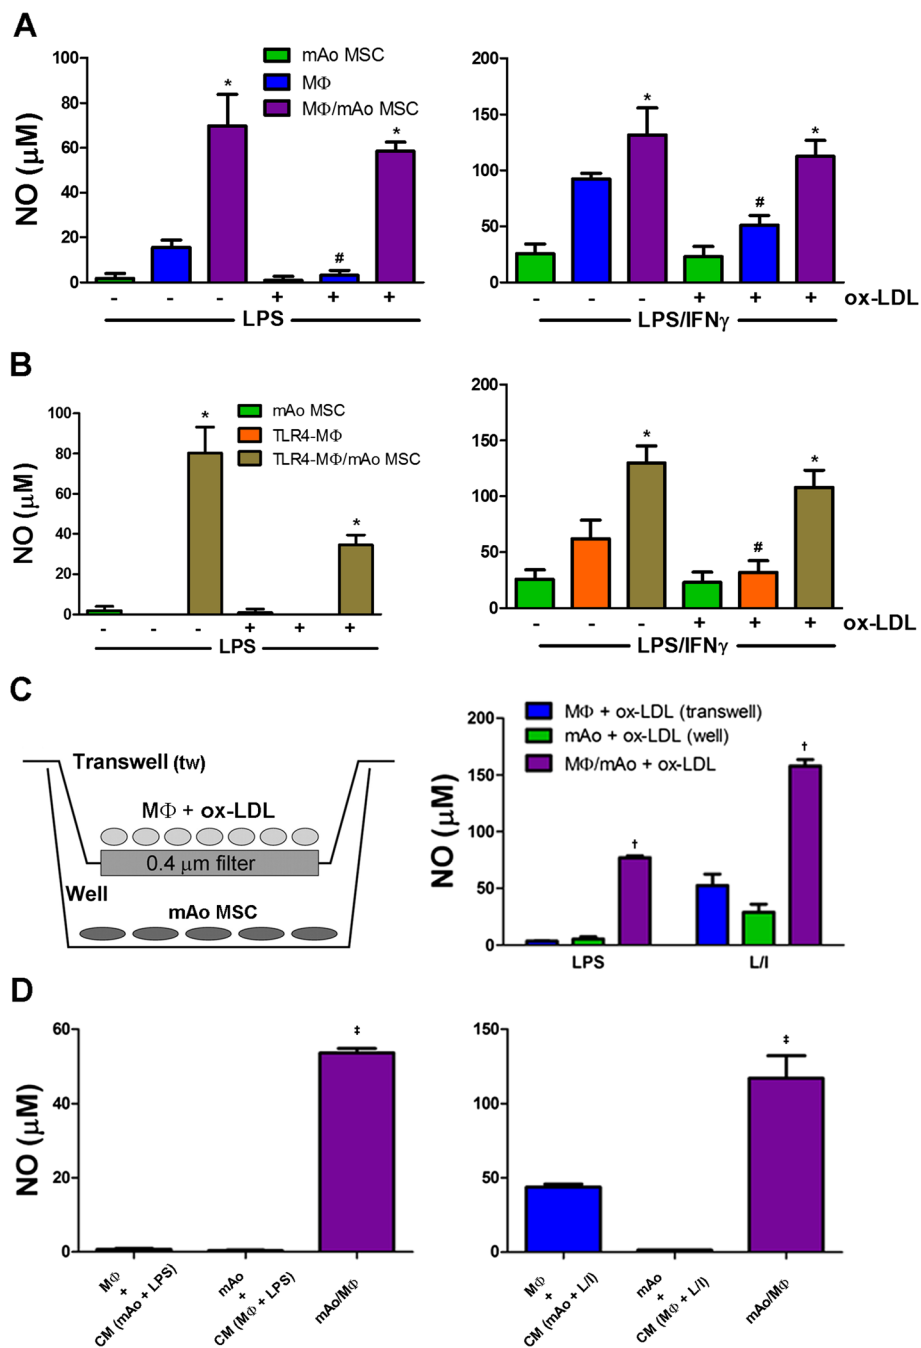 A
NO (μM)
100
80
60
40
20
0
mAo MSC
MΦ
MΦ/mAo MSC
*
#
*
- - - + + +
LPS
200
150
100
50
0
*
#
*
- - - + + + ox-LDL
LPS/IFNγ
B
NO (μM)
100
80
60
40
20
0
mAo MSC
TLR4-MΦ
TLR4-MΦ/mAo MSC
*
*
- - - + + +
LPS
200
150
100
50
0
*
#
*
- - - + + + ox-LDL
LPS/IFNγ
C
Transwell (tw)
MΦ + ox-LDL
0.4 μm filter
Well
mAo MSC
NO (μM)
200
150
100
50
0
MΦ + ox-LDL (transwell)
mAo + ox-LDL (well)
MΦ/mAo + ox-LDL
†
†
LPS L/I
D
NO (μM)
60
40
20
0
‡
MΦ
+
CM (mAo + LPS)
mAo
+
CM (MΦ + LPS)
mAo/MΦ
150
100
50
0
‡
MΦ
+
CM (mAo + L/I)
mAo
+
CM (MΦ + L/I)
mAo/MΦ